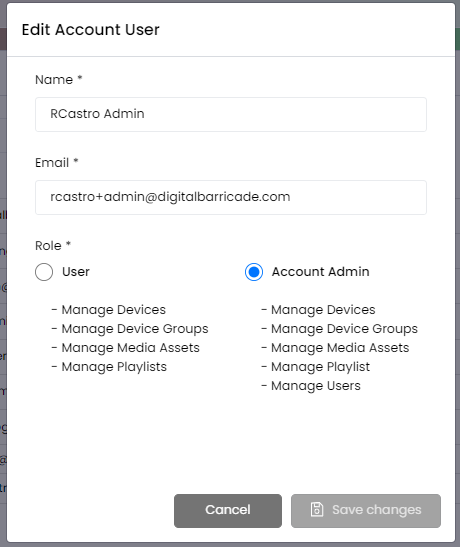 Edit Account User
Name *
RCastro Admin
Email *
rcastro+admin@digitalbarricade.com
Role *
User
Account Admin
- Manage Devices
- Manage Device Groups
- Manage Media Assets
- Manage Playlists
- Manage Devices
- Manage Device Groups
- Manage Media Assets
- Manage Playlist
- Manage Users
Cancel
Save changes